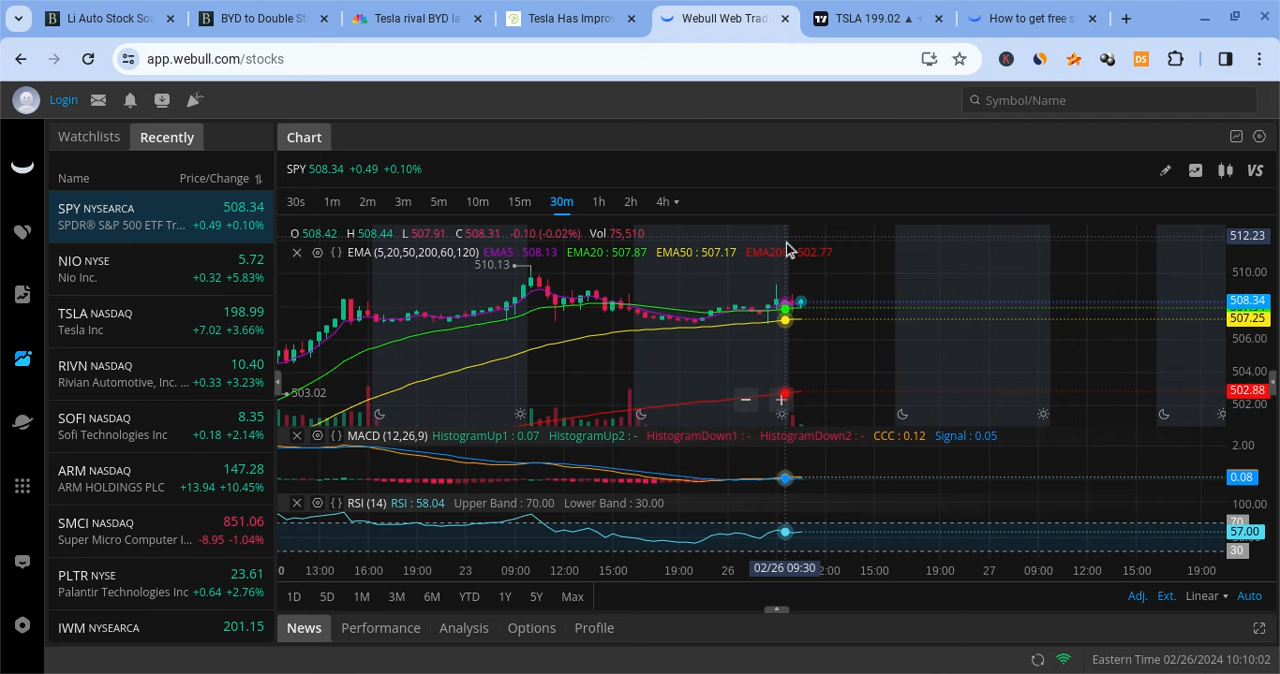 Li Auto Stock Sou
BYD to Double St
Tesla rival BYD la
Tesla Has Improv
Webull Web Trad
TSLA 199.02 ▲
How to get free s
app.webull.com/stocks
Login
Symbol/Name
Watchlists
Recently
Chart
Name
Price/Change
SPY 508.34 +0.49 +0.10%
VS
SPY NYSEARCA
508.34
SPDR® S&P 500 ETF Tr...
+0.49 +0.10%
30s 1m 2m 3m 5m 10m 15m 30m 1h 2h 4h
O 508.42 H 508.44 L 507.91 C 508.31 -0.10 (-0.02%) Vol 75,510
512.23
EMA (5,20,50,200,60,120) EMA5 : 508.13 EMA20 : 507.87 EMA50 : 507.17
510.13
510.00
NIO NYSE
5.72
Nio Inc.
+0.32 +5.83%
508.34
507.25
TSLA NASDAQ
198.99
Tesla Inc
+7.02 +3.66%
506.00
RIVN NASDAQ
10.40
Rivian Automotive, Inc. ...
+0.33 +3.23%
504.00
502.88
503.02
502.00
SOFI NASDAQ
8.35
Sofi Technologies Inc
+0.18 +2.14%
MACD (12,26,9) HistogramUp1 : 0.07 HistogramUp2 : - HistogramDown1 : - HistogramDown2 : - CCC : 0.12 Signal : 0.05
2.00
0.08
ARM NASDAQ
147.28
ARM HOLDINGS PLC
+13.94 +10.45%
RSI (14) RSI : 58.04 Upper Band : 70.00 Lower Band : 30.00
100.00
70
57.00
30
SMCI NASDAQ
851.06
Super Micro Computer I...
-8.95 -1.04%
0 13:00 16:00 19:00 23 09:00 12:00 15:00 19:00 26 02/26 09:30 2:00 15:00 19:00 27 09:00 12:00 15:00 19:00
PLTR NYSE
23.61
Palantir Technologies Inc
+0.64 +2.76%
1D 5D 1M 3M 6M YTD 1Y 5Y Max
Adj. Ext. Linear Auto
IWM NYSEARCA
201.15
News Performance Analysis Options Profile
Eastern Time 02/26/2024 10:10:02